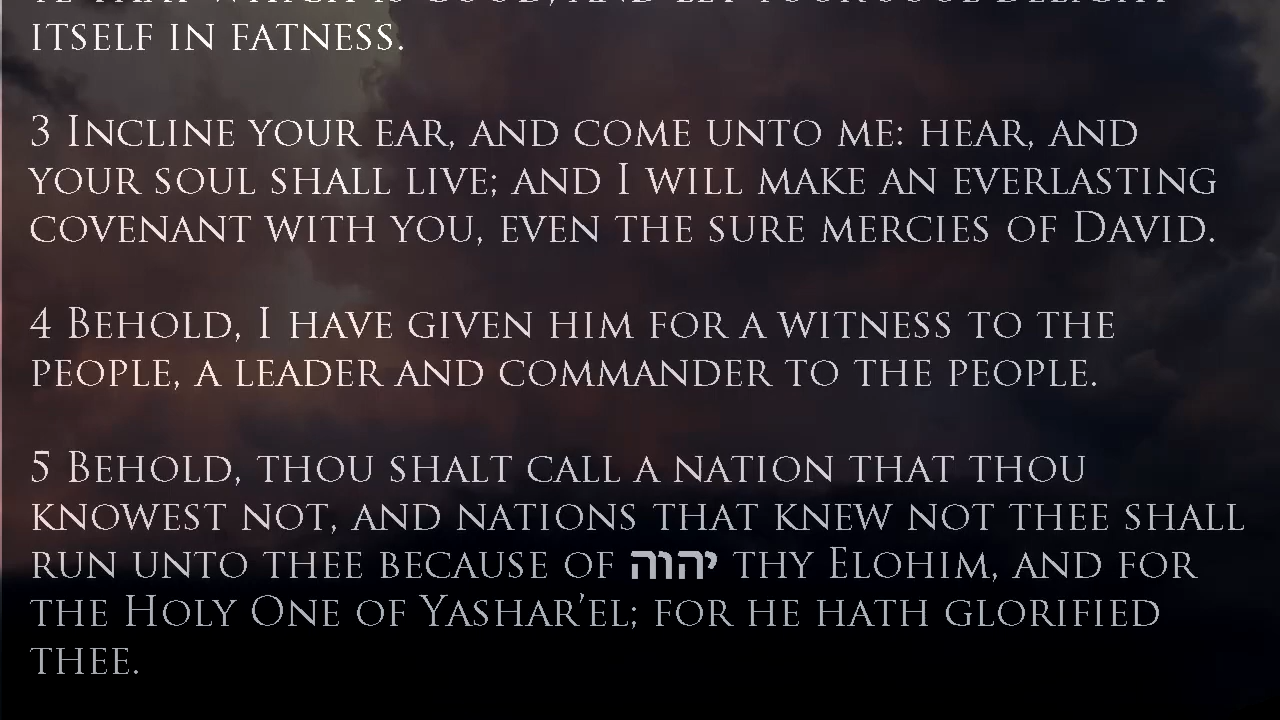 ITSELF IN FATNESS.
3 INCLINE YOUR EAR, AND COME UNTO ME: HEAR, AND
YOUR SOUL SHALL LIVE; AND I WILL MAKE AN EVERLASTING
COVENANT WITH YOU, EVEN THE SURE MERCIES OF DAVID.
4 BEHOLD, I HAVE GIVEN HIM FOR A WITNESS TO THE
PEOPLE, A LEADER AND COMMANDER TO THE PEOPLE.
5 BEHOLD, THOU SHALT CALL A NATION THAT THOU
KNOWEST NOT, AND NATIONS THAT KNEW NOT THEE SHALL
RUN UNTO THEE BECAUSE OF יהוה THY ELOHIM, AND FOR
THE HOLY ONE OF YASHAR'EL; FOR HE HATH GLORIFIED
THEE.